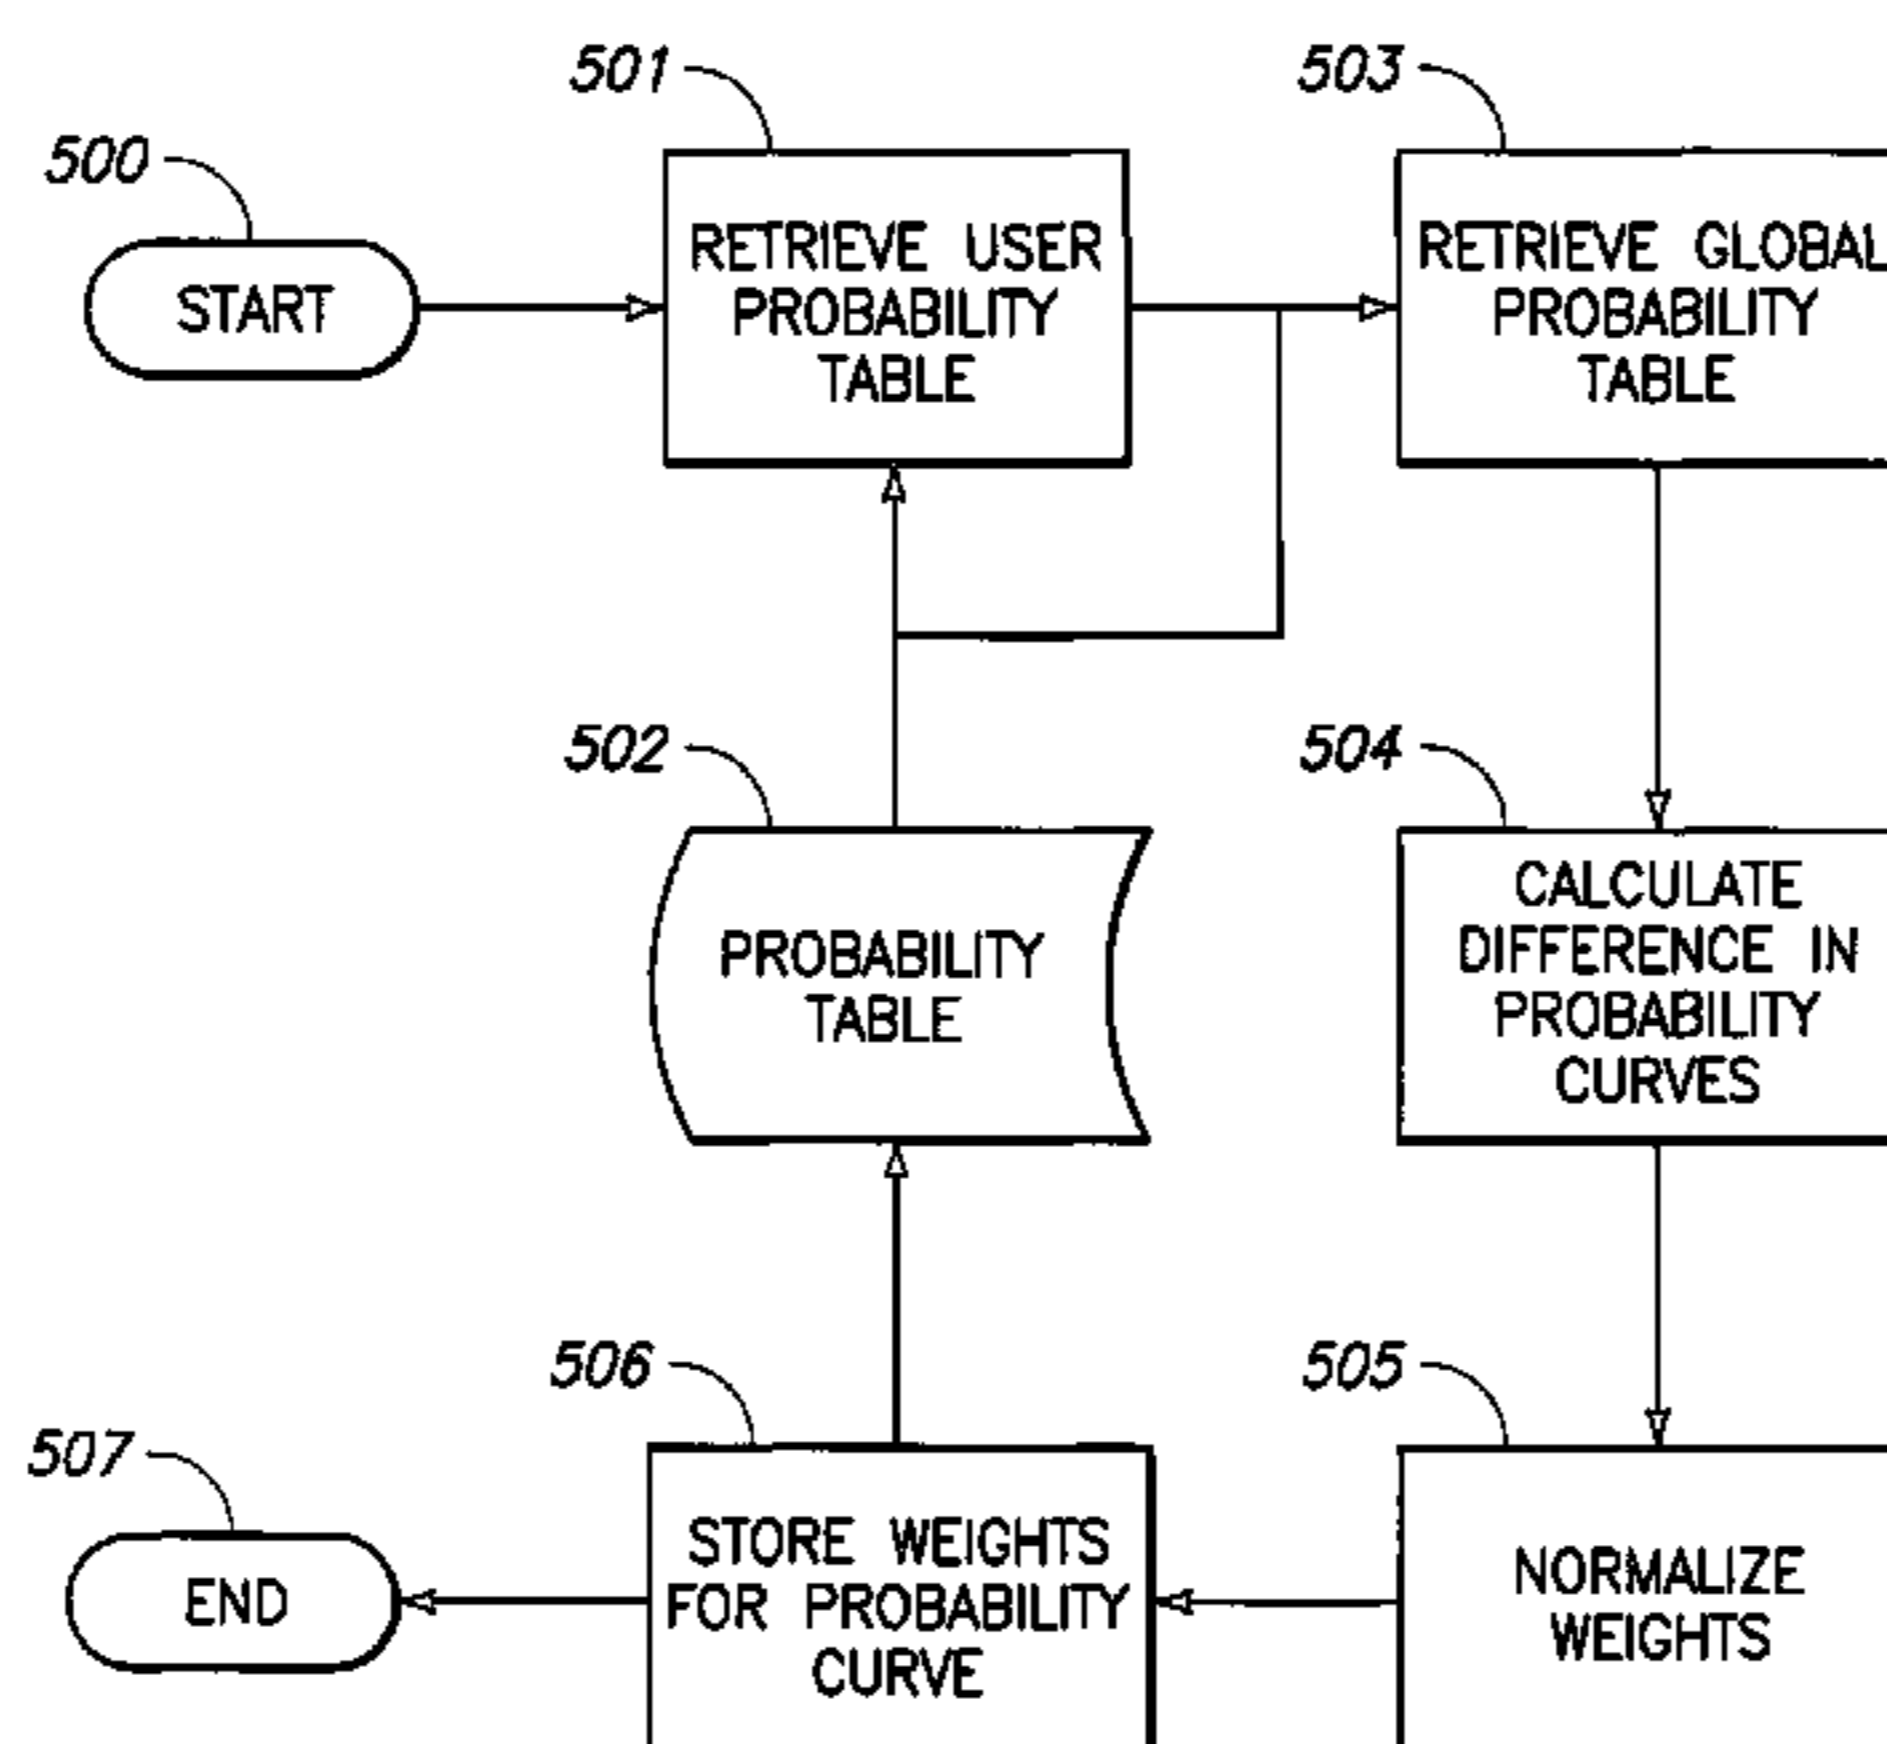 501
503
500
START
RETRIEVE USER
PROBABILITY
TABLE
RETRIEVE GLOBAL
PROBABILITY
TABLE
502
504
PROBABILITY
TABLE
CALCULATE
DIFFERENCE IN
PROBABILITY
CURVES
506
505
507
END
STORE WEIGHTS
FOR PROBABILITY
CURVE
NORMALIZE
WEIGHTS